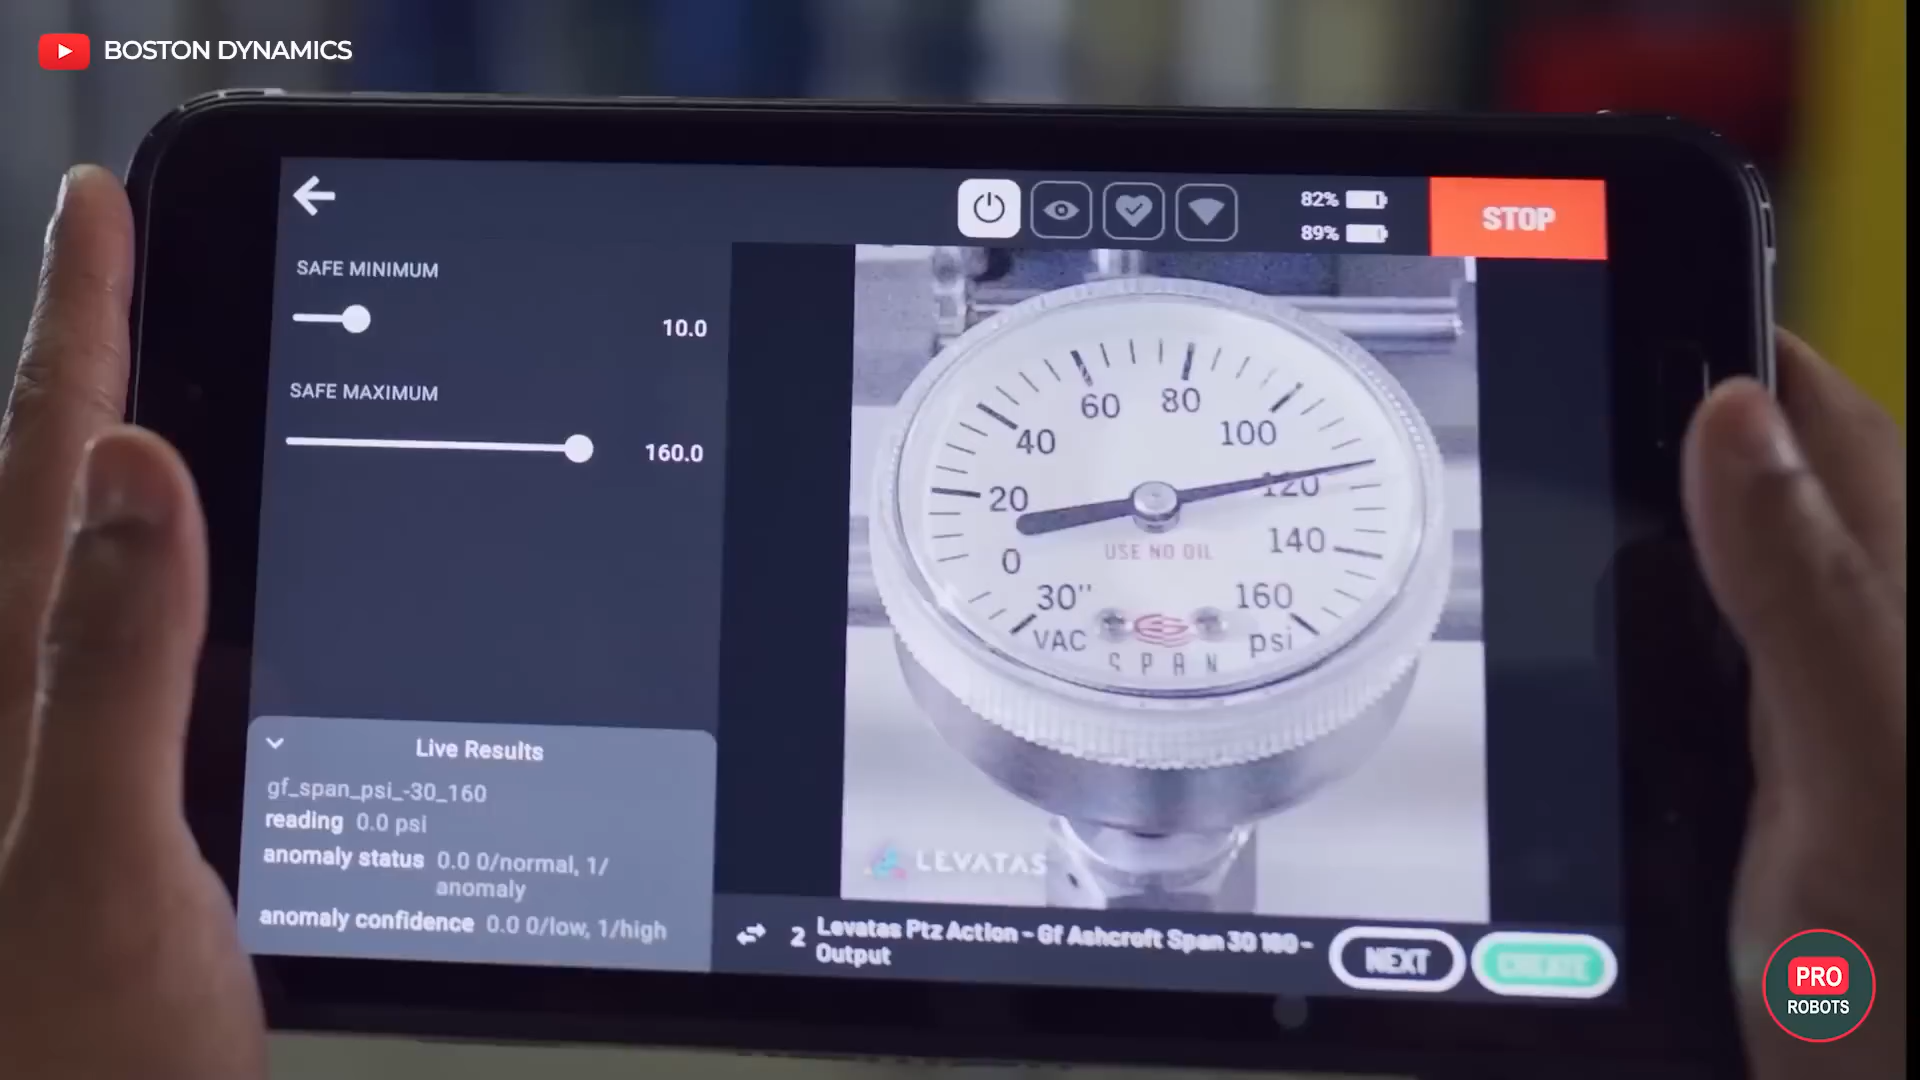 BOSTON DYNAMICS
82%
89%
STOP
SAFE MINIMUM
10.0
SAFE MAXIMUM
160.0
60 80
40 100
20 120
0 140
30" 160
USE NO OIL
VAC psi
SPAN
LEVATAS
Live Results
gf_span_psi_-30_160
reading 0.0 psi
anomaly status 0.0 0/normal, 1/
anomaly
anomaly confidence 0.0 0/low, 1/high
2 Levatas Ptz Action - Gf Ashcroft Span 30 160 -
Output
NEXT
CREATE
PRO
ROBOTS